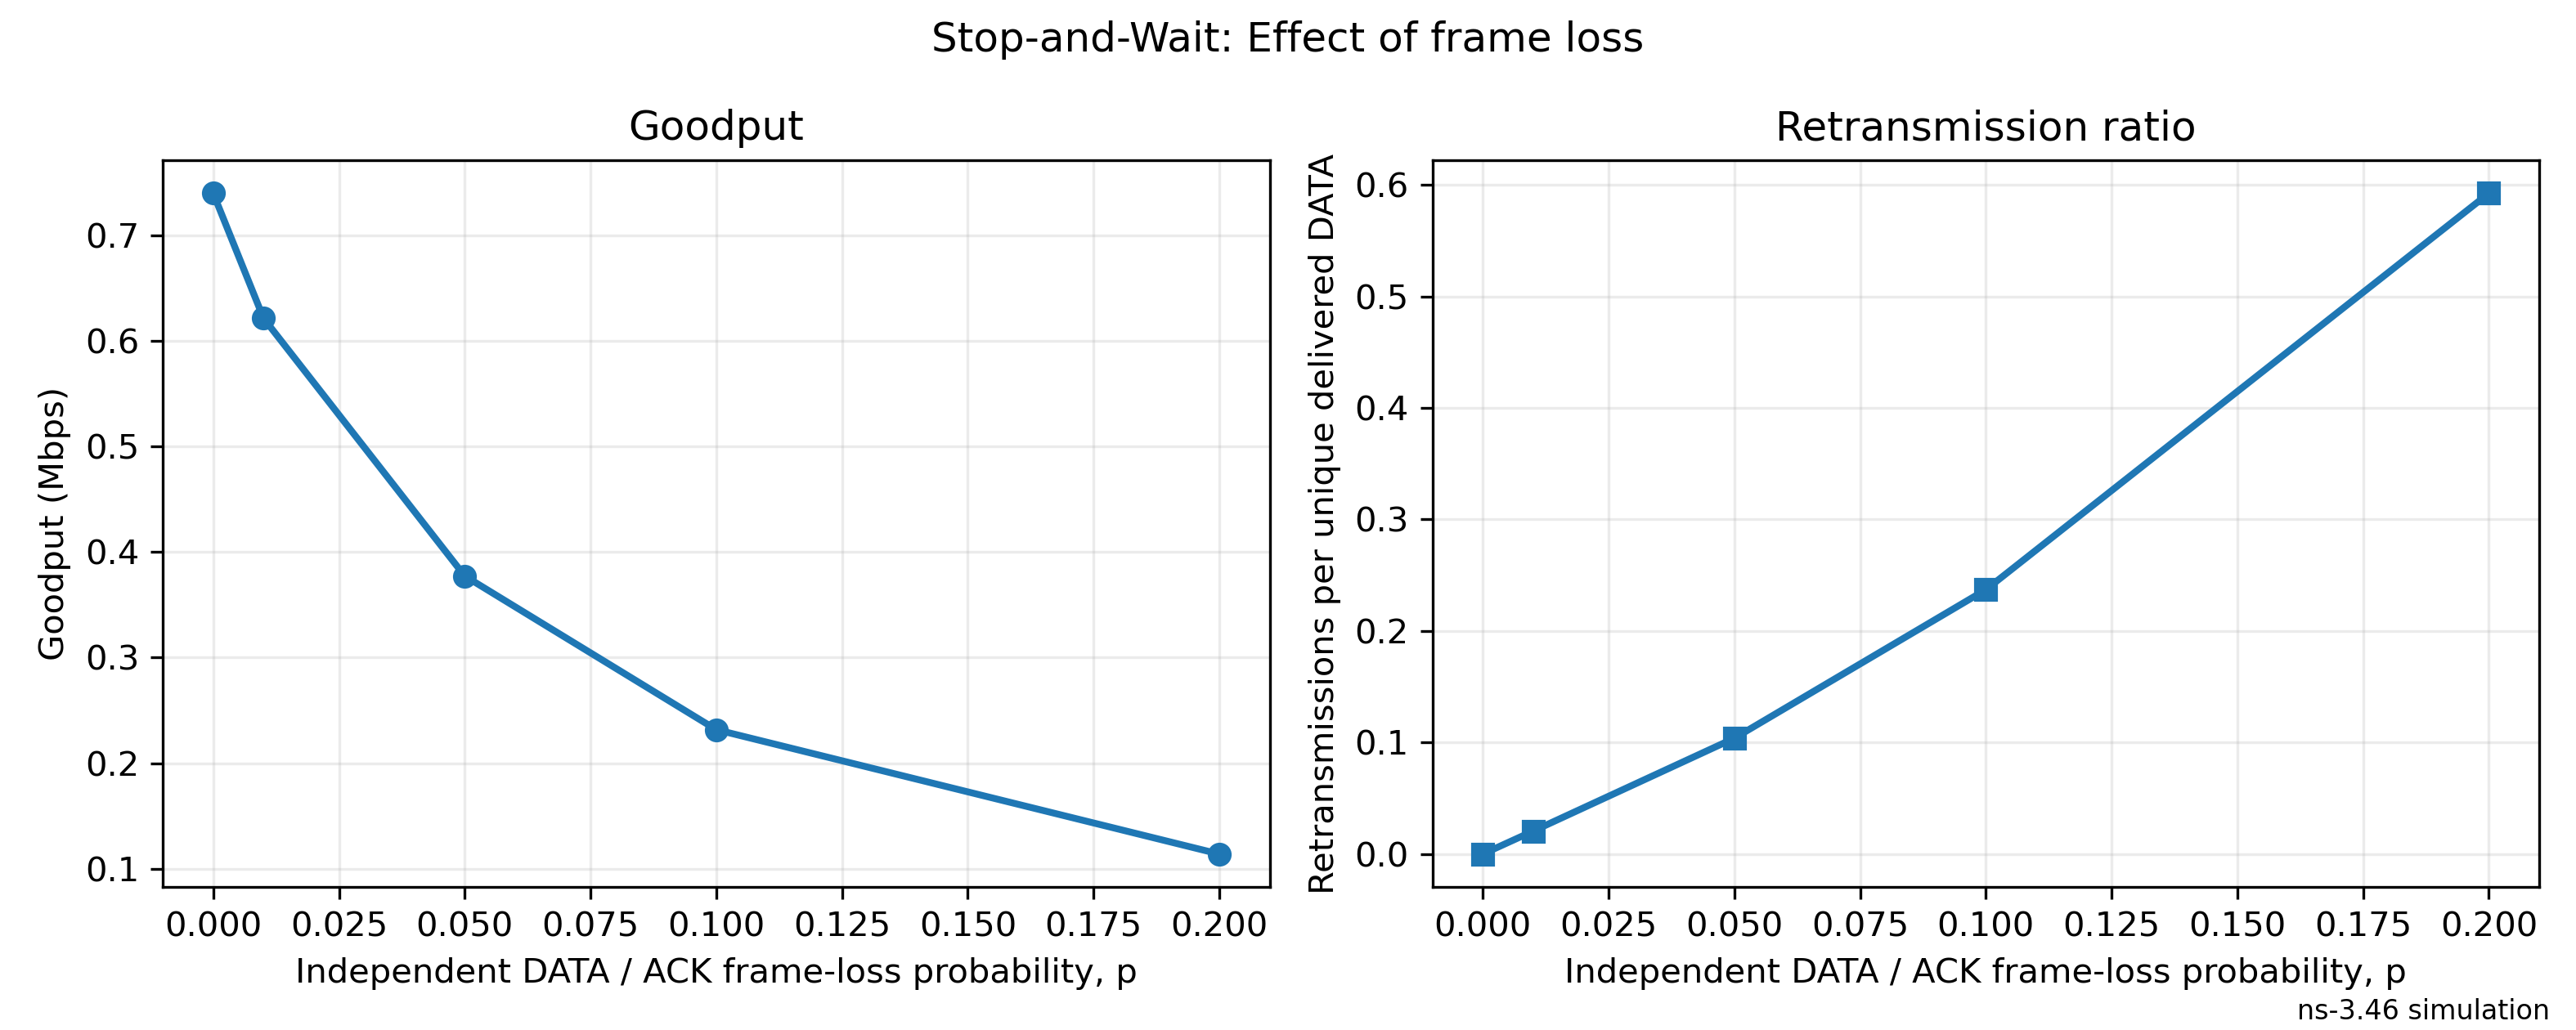 Stop-and-Wait: Effect of frame loss
Goodput
Goodput (Mbps)
0.7
0.6
0.5
0.4
0.3
0.2
0.1
0.000 0.025 0.050 0.075 0.100 0.125 0.150 0.175 0.200
Independent DATA / ACK frame-loss probability, p
Retransmission ratio
Retransmissions per unique delivered DATA
0.6
0.5
0.4
0.3
0.2
0.1
0.0
0.000 0.025 0.050 0.075 0.100 0.125 0.150 0.175 0.200
Independent DATA / ACK frame-loss probability, p
ns-3.46 simulation